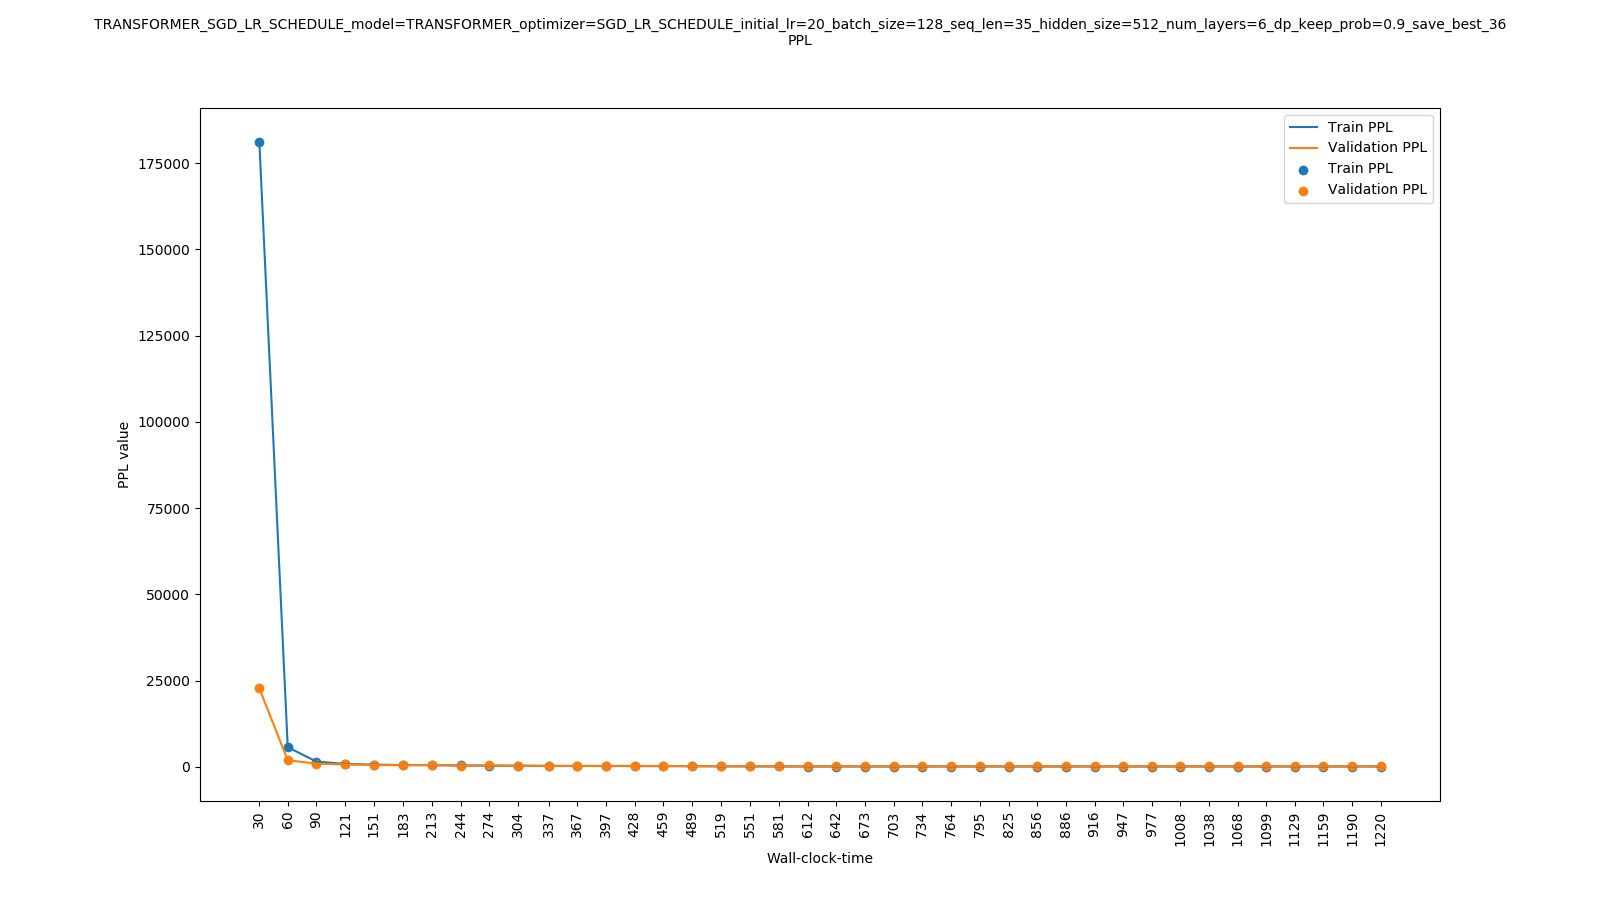 TRANSFORMER_SGD_LR_SCHEDULE_model=TRANSFORMER_optimizer=SGD_LR_SCHEDULE_initial_lr=20_batch_size=128_seq_len=35_hidden_size=512_num_layers=6_dp_keep_prob=0.9_save_best_36
PPL
Train PPL
Validation PPL
Train PPL
Validation PPL
175000
150000
125000
100000
75000
50000
25000
0
PPL value
30 60 90 121 151 183 213 244 274 304 337 367 397 428 459 489 519 551 581 612 642 673 703 734 764 795 825 856 886 916 947 977 1008 1038 1068 1099 1129 1159 1190 1220
Wall-clock-time